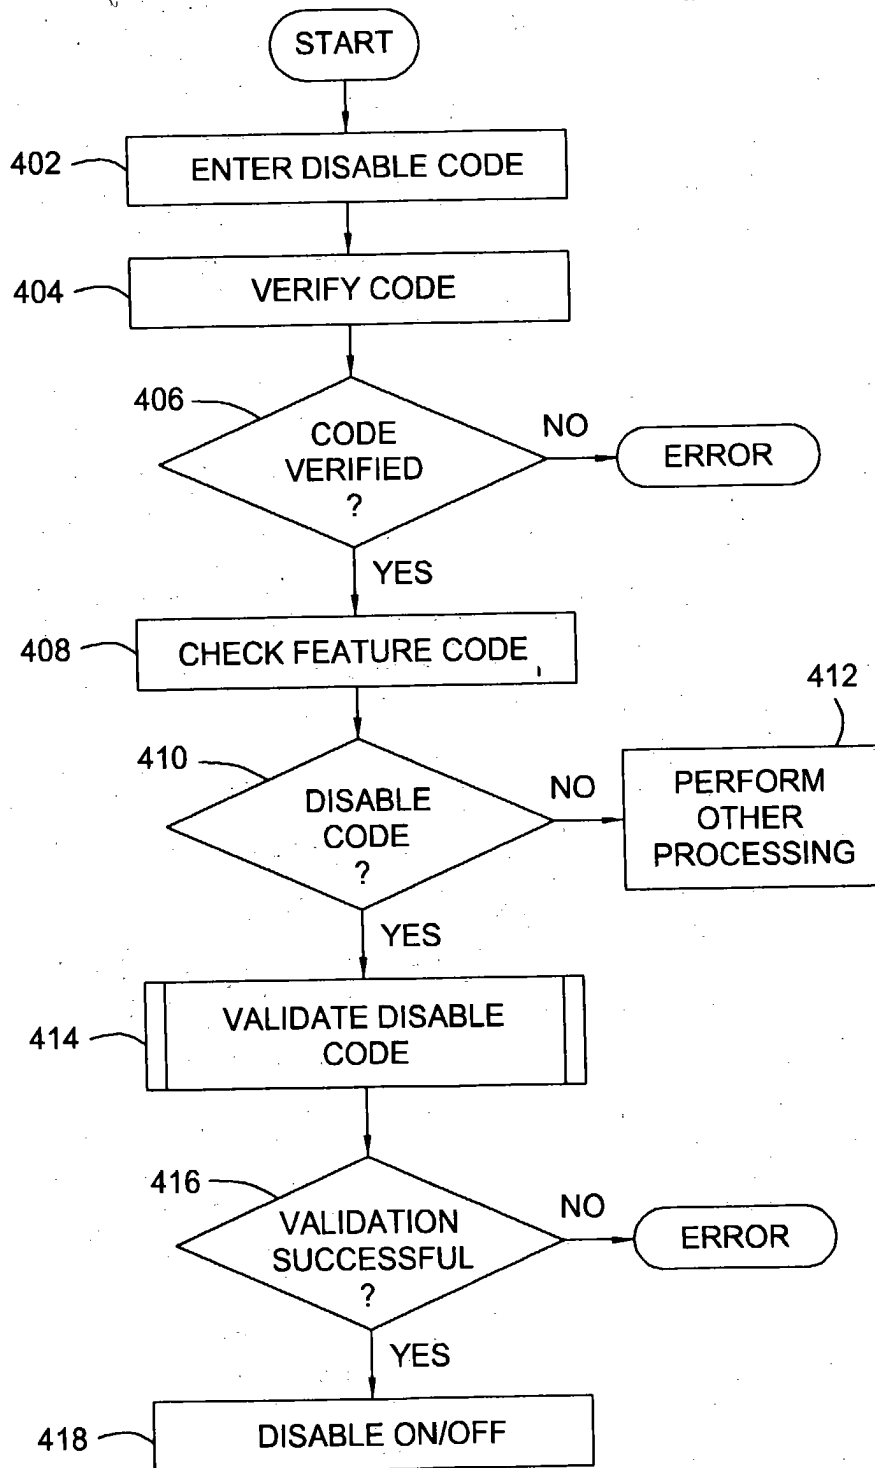 START
402
ENTER DISABLE CODE
404
VERIFY CODE
406
CODE
VERIFIED
?
NO
ERROR
YES
408
CHECK FEATURE CODE
410
DISABLE
CODE
?
NO
412
PERFORM
OTHER
PROCESSING
YES
414
VALIDATE DISABLE
CODE
416
VALIDATION
SUCCESSFUL
?
NO
ERROR
YES
418
DISABLE ON/OFF